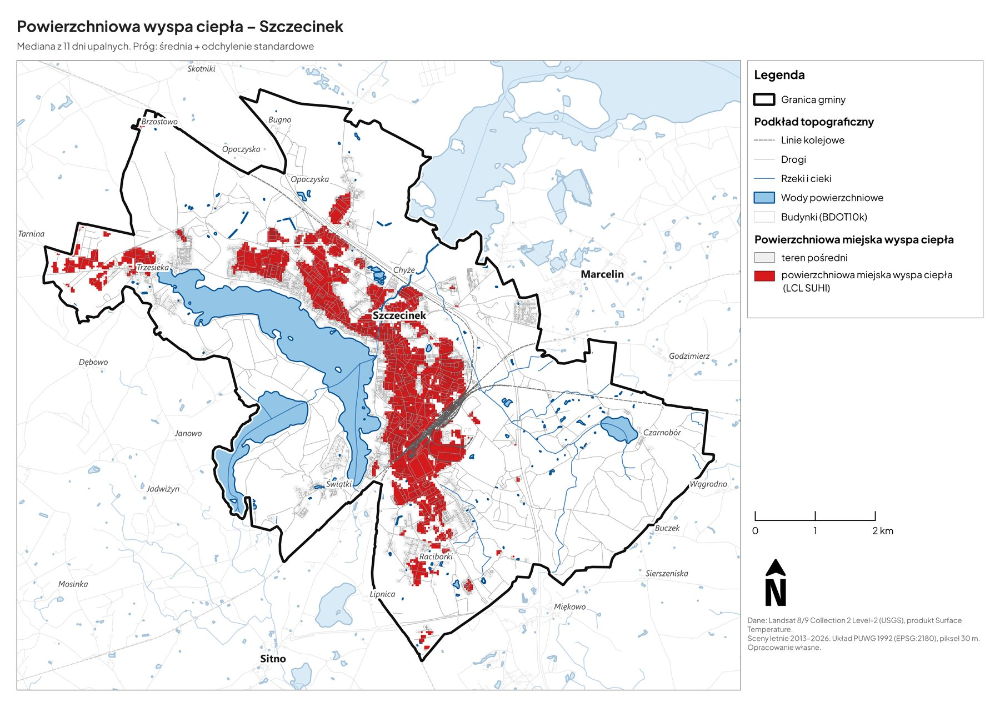 Powierzchniowa wyspa ciepła – Szczecinek
Mediana z 11 dni upalnych. Próg: średnia + odchylenie standardowe
Skotniki
Brzostowo
Bugno
Opoczyska
Opoczyska
Tarnina
Trzesieka
Chyże
Marcelin
Szczecinek
Dębowo
Godzimierz
Janowo
Czarnobór
Jadwiżyn
Świątki
Wągrodno
Buczek
Raciborki
Sierszeniska
Mosinka
Lipnica
Miękowo
Sitno
Legenda
Granica gminy
Podkład topograficzny
Linie kolejowe
Drogi
Rzeki i cieki
Wody powierzchniowe
Budynki (BDOT10k)
Powierzchniowa miejska wyspa ciepła
teren pośredni
powierzchniowa miejska wyspa ciepła
(LCL SUHI)
0 1 2 km
N
Dane: Landsat 8/9 Collection 2 Level-2 (USGS), produkt Surface
Temperature.
Sceny letnie 2013–2026. Układ PUWG 1992 (EPSG:2180), piksel 30 m.
Opracowanie własne.